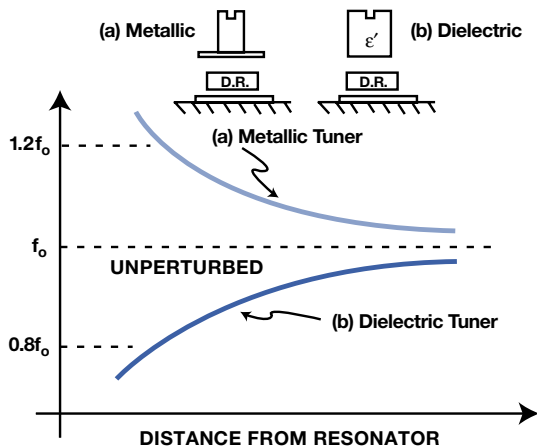 (a) Metallic
(b) Dielectric
ε′
D.R.
D.R.
(a) Metallic Tuner
1.2fo
fo
UNPERTURBED
(b) Dielectric Tuner
0.8fo
DISTANCE FROM RESONATOR